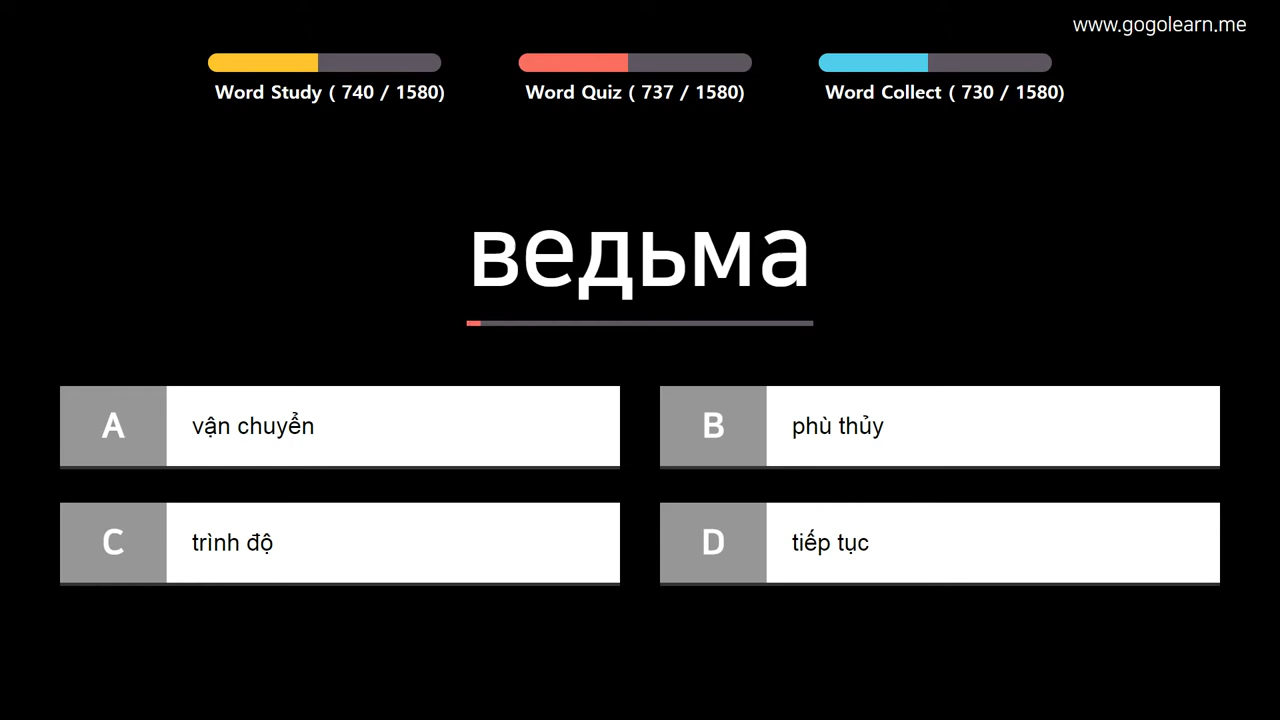 www.gogolearn.me
Word Study ( 740 / 1580)
Word Quiz ( 737 / 1580)
Word Collect ( 730 / 1580)
ведьма
A vận chuyển
B phù thủy
C trình độ
D tiếp tục